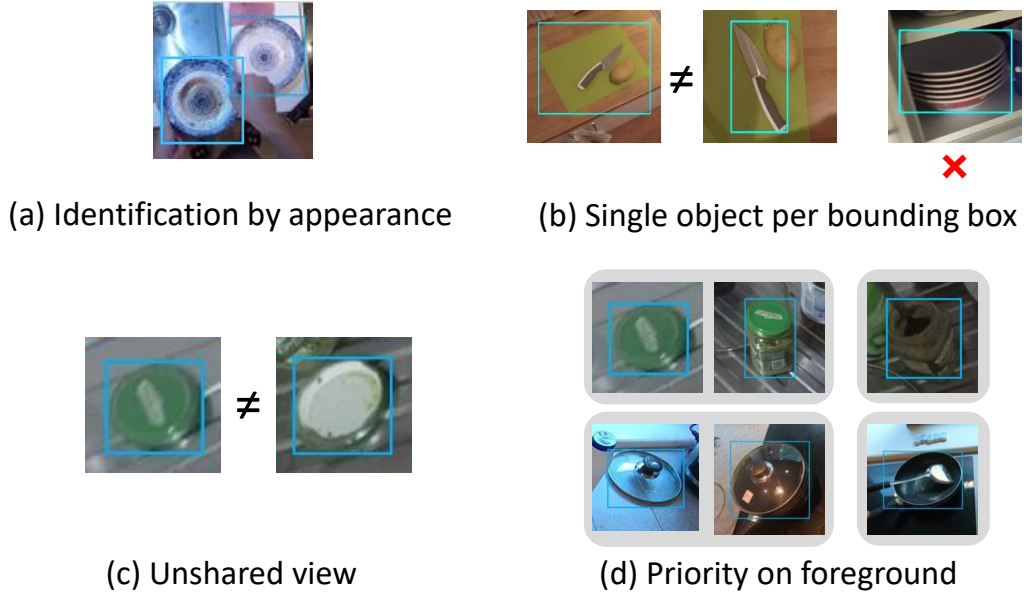 ≠
(a) Identification by appearance
(b) Single object per bounding box
≠
(c) Unshared view
(d) Priority on foreground